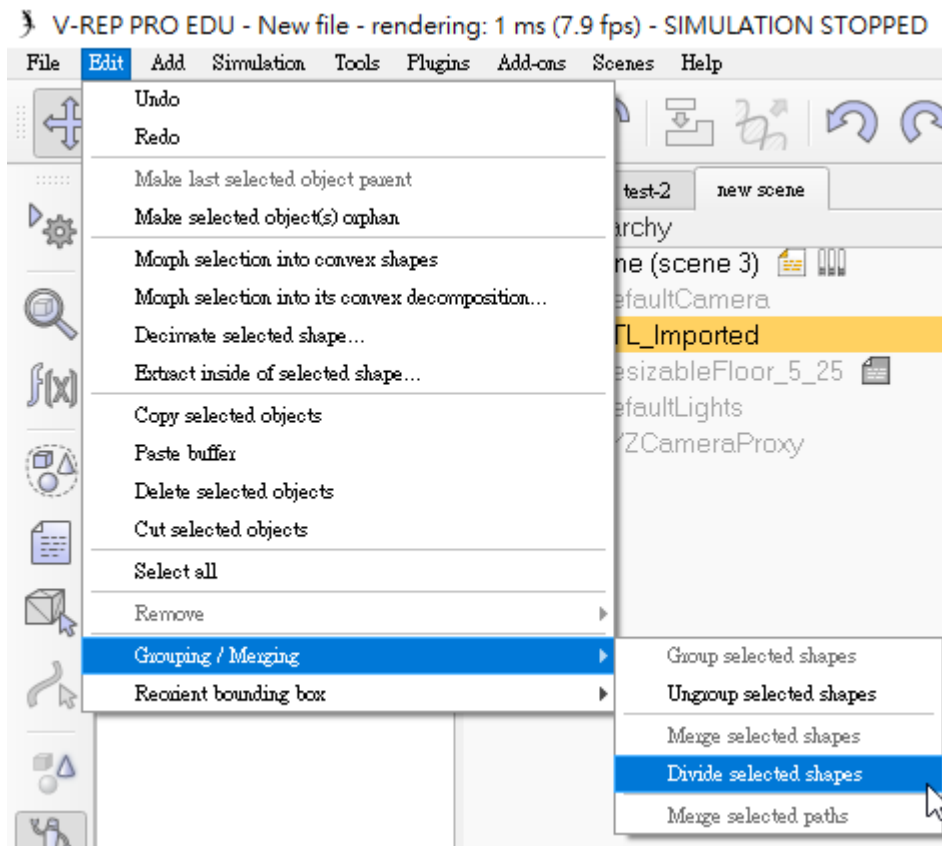 V-REP PRO EDU - New file - rendering: 1 ms (7.9 fps) - SIMULATION STOPPED
File Edit Add Simulation Tools Plugins Add-ons Scenes Help
Undo
Redo
Make last selected object parent
Make selected object(s) orphan
Morph selection into convex shapes
Morph selection into its convex decomposition...
Decimate selected shape...
Extract inside of selected shape...
Copy selected objects
Paste buffer
Delete selected objects
Cut selected objects
Select all
Remove
Grouping / Merging
Reorient bounding box
f(x)
test-2 new scene
archy
ne (scene 3)
efaultCamera
TL_Imported
esizableFloor_5_25
efaultLights
YZCameraProxy
Group selected shapes
Ungroup selected shapes
Merge selected shapes
Divide selected shapes
Merge selected paths